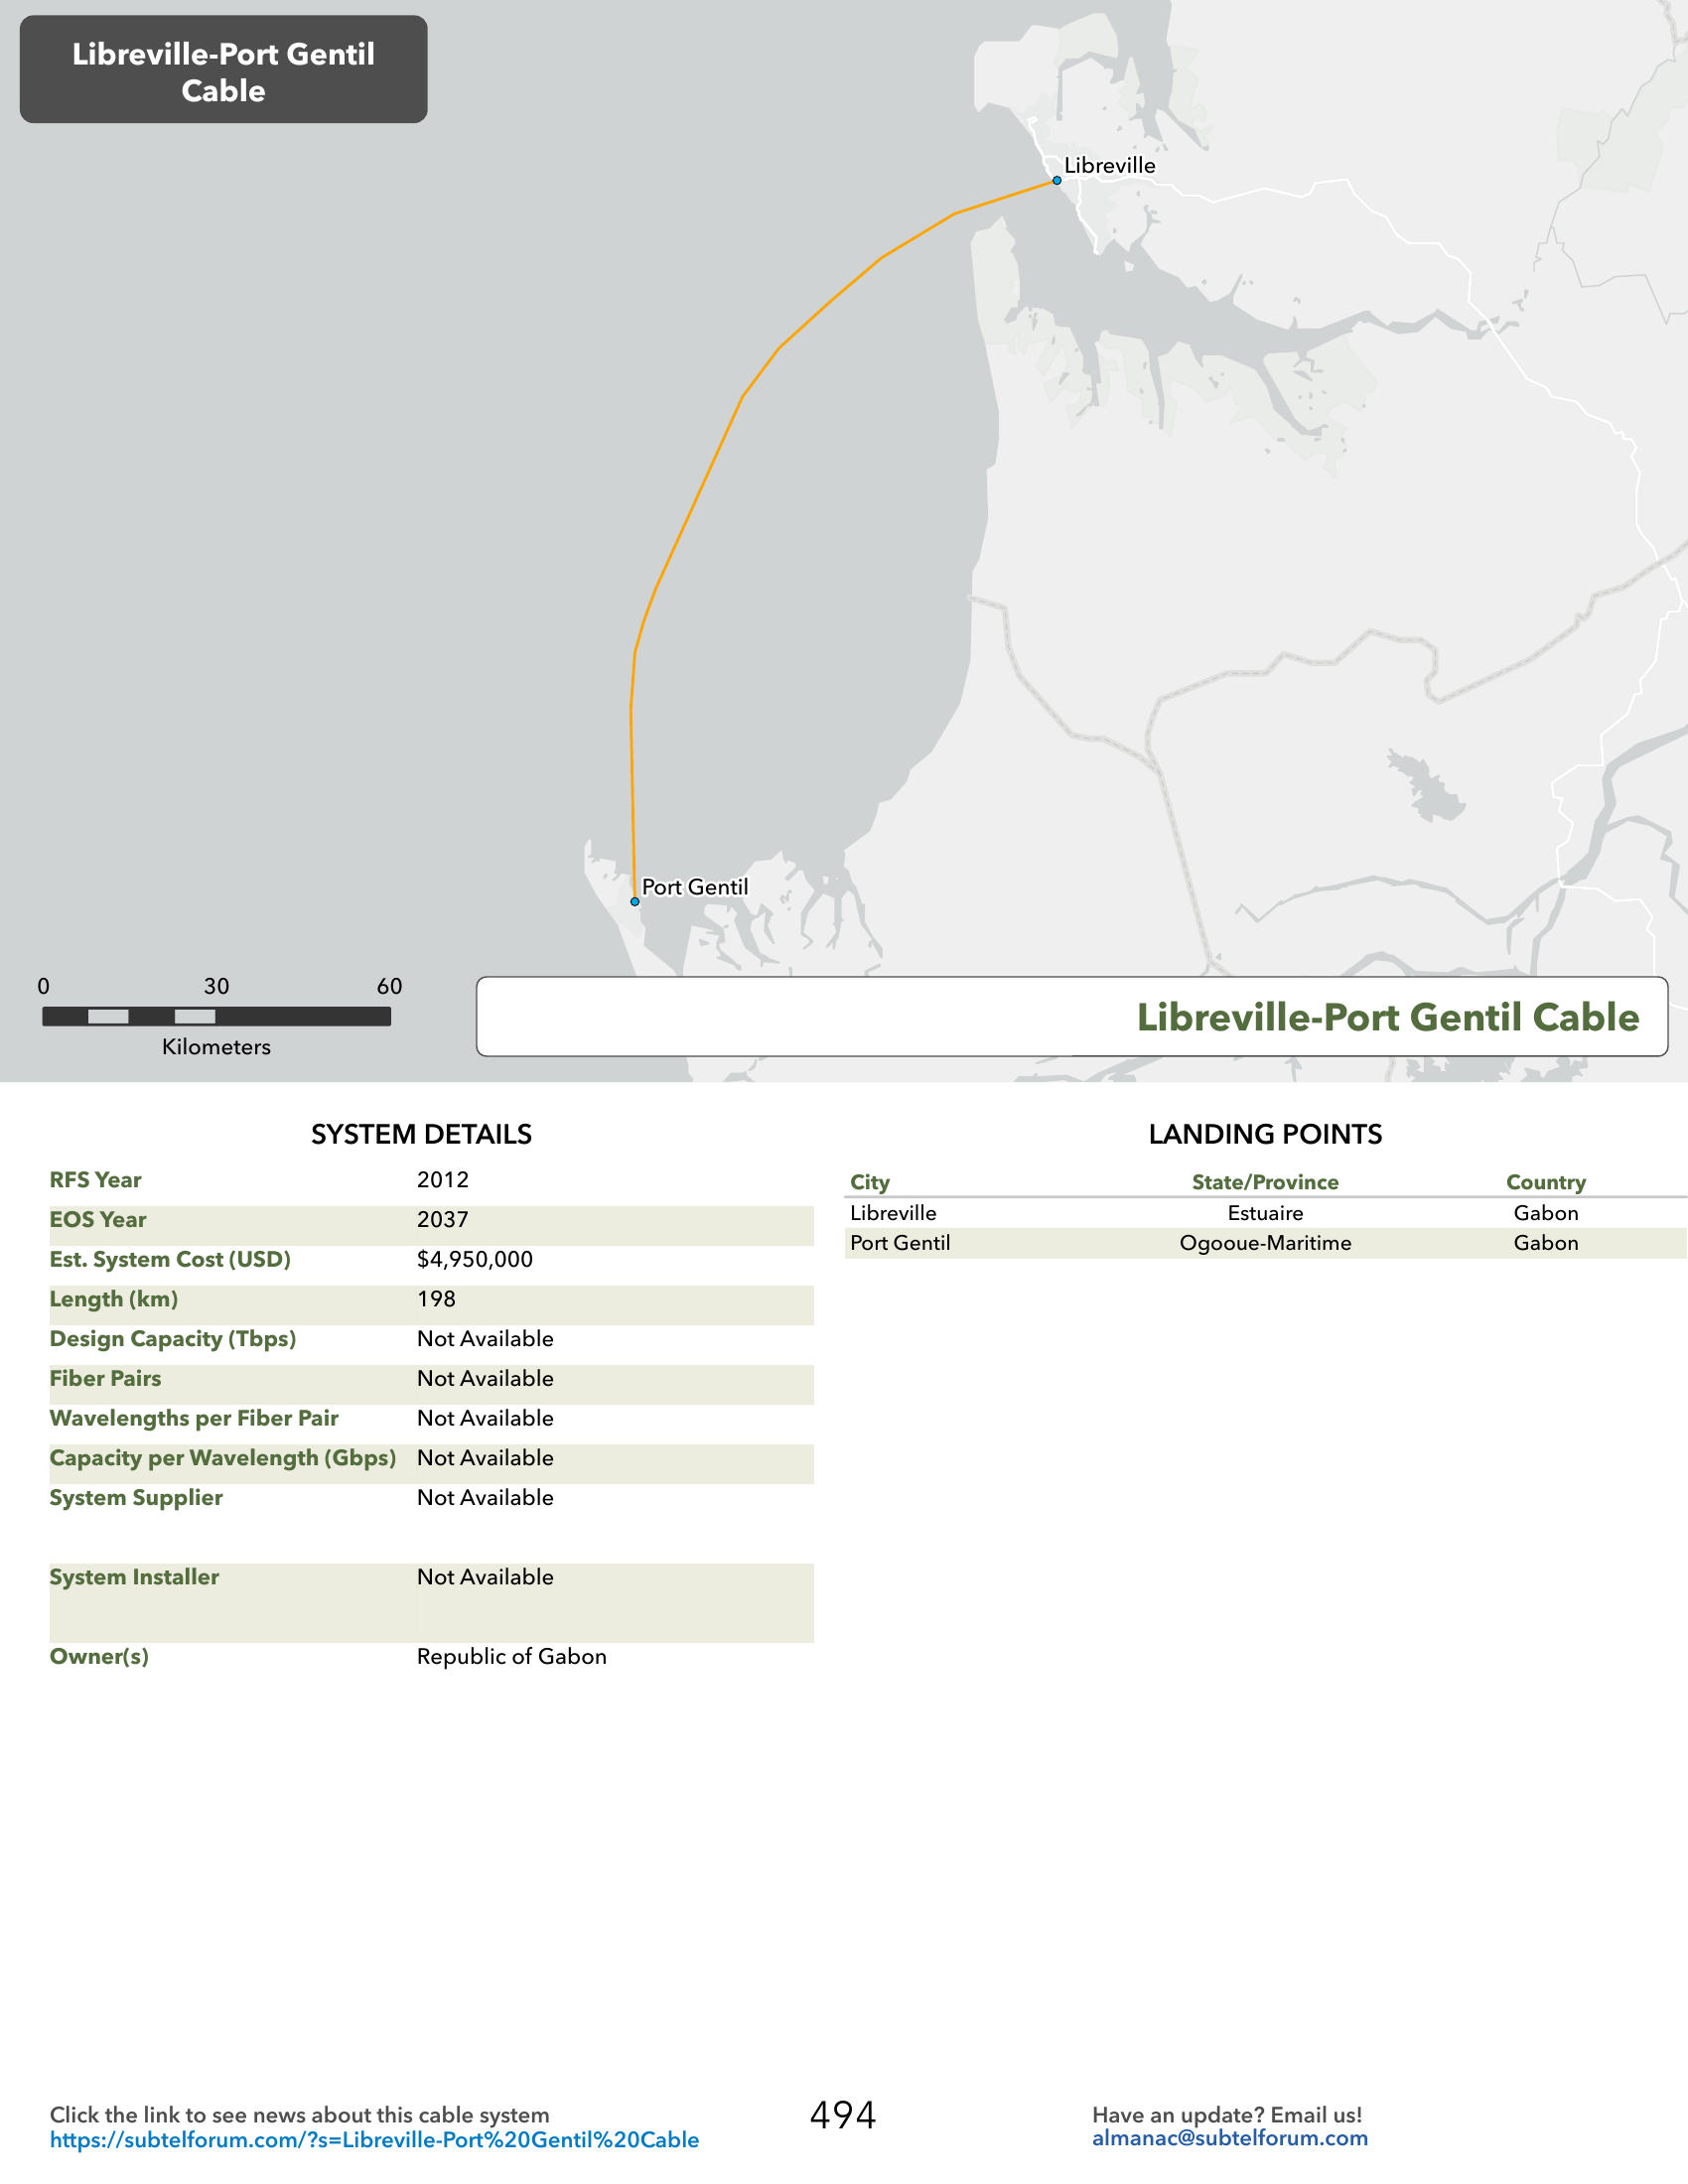 Libreville-Port Gentil
Cable
Libreville
Port Gentil
0 30 60
Kilometers
Libreville-Port Gentil Cable
SYSTEM DETAILS
RFS Year 2012
EOS Year 2037
Est. System Cost (USD) $4,950,000
Length (km) 198
Design Capacity (Tbps) Not Available
Fiber Pairs Not Available
Wavelengths per Fiber Pair Not Available
Capacity per Wavelength (Gbps) Not Available
System Supplier Not Available
System Installer Not Available
Owner(s) Republic of Gabon
LANDING POINTS
City State/Province Country
Libreville Estuaire Gabon
Port Gentil Ogooue-Maritime Gabon
Click the link to see news about this cable system
https://subtelforum.com/?s=Libreville-Port%20Gentil%20Cable
494
Have an update? Email us!
almanac@subtelforum.com